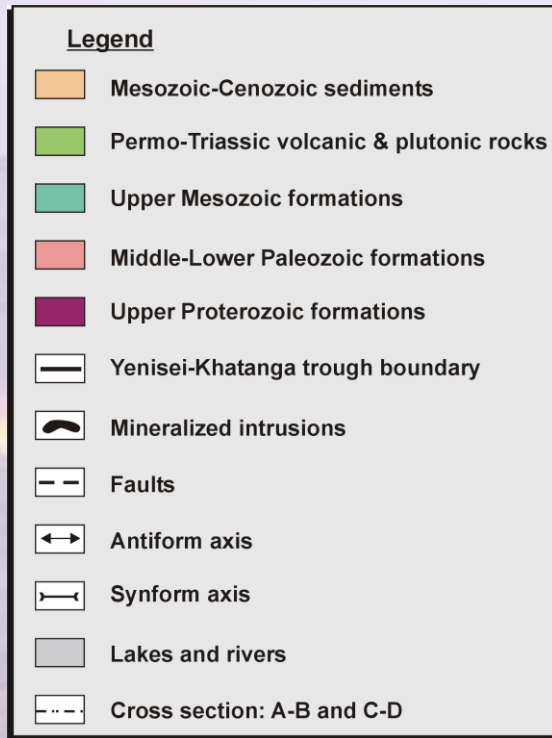 Legend
Mesozoic-Cenozoic sediments
Permo-Triassic volcanic & plutonic rocks
Upper Mesozoic formations
Middle-Lower Paleozoic formations
Upper Proterozoic formations
Yenisei-Khatanga trough boundary
Mineralized intrusions
Faults
Antiform axis
Synform axis
Lakes and rivers
Cross section: A-B and C-D